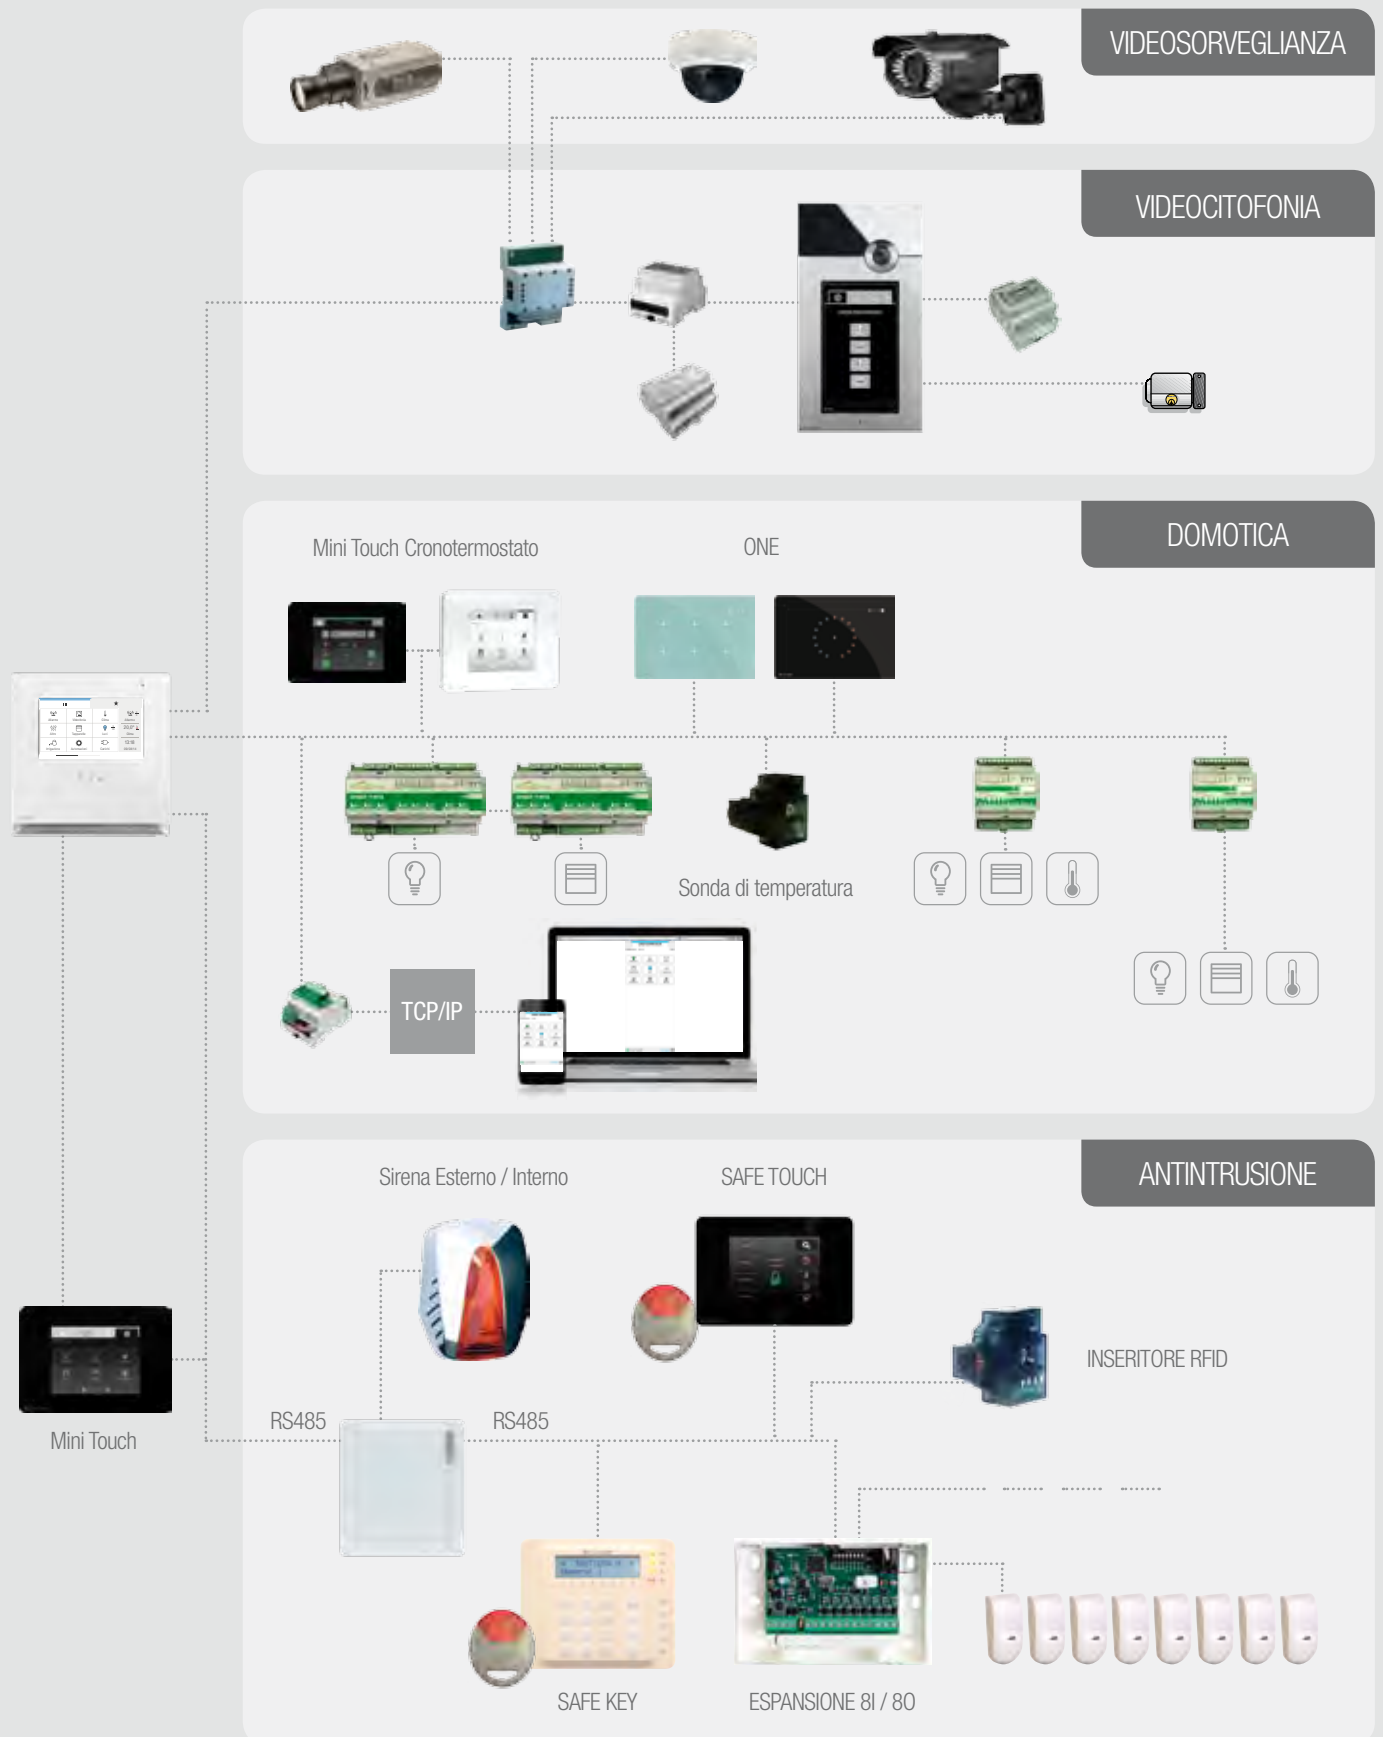 VIDEOSORVEGLIANZA
VIDEOCITOFONIA
DOMOTICA
Mini Touch Cronotermostato
ONE
Sonda di temperatura
TCP/IP
ANTINTRUSIONE
Sirena Esterno / Interno
SAFE TOUCH
INSERITORE RFID
RS485
RS485
Mini Touch
SAFE KEY
ESPANSIONE 8I / 8O